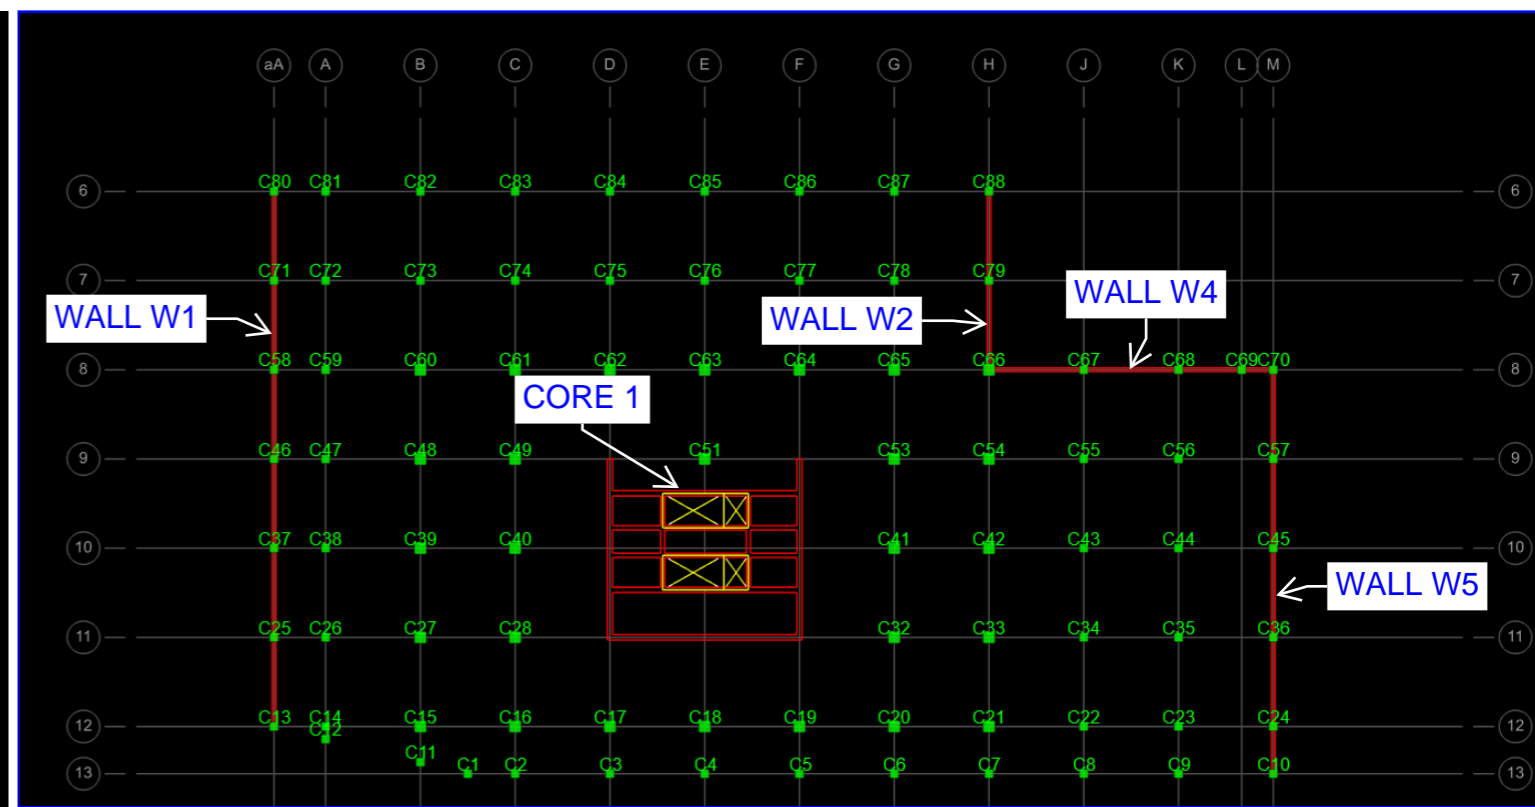 aA A B C D E F G H J K L M
C80 C81 C82 C83 C84 C85 C86 C87 C88
6 6
C71 C72 C73 C74 C75 C76 C77 C78 C79
7 7
WALL W4
WALL W1
WALL W2
C58 C59 C60 C61 C62 C63 C64 C65 C66 C67 C68 C69 C70
8 8
CORE 1
C46 C47 C48 C49 C51 C53 C54 C55 C56 C57
9 9
C37 C38 C39 C40 C41 C42 C43 C44 C45
10 10
WALL W5
C25 C26 C27 C28 C32 C33 C34 C35 C36
11 11
C13 C14 C15 C16 C17 C18 C19 C20 C21 C22 C23 C24
12 12
C12
C11
C1 C2 C3 C4 C5 C6 C7 C8 C9 C10
13 13